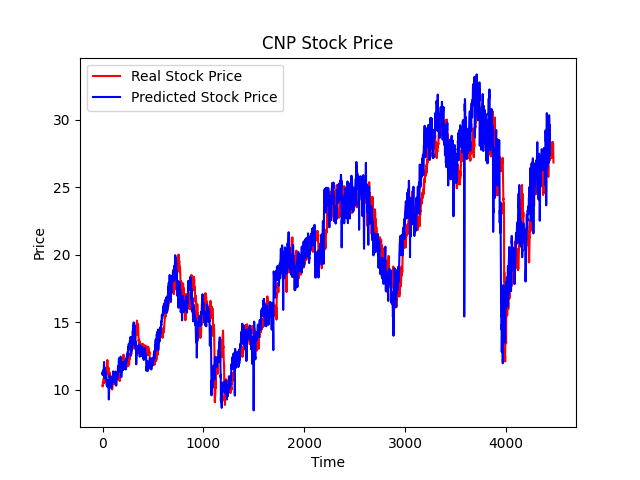 CNP Stock Price
Real Stock Price
Predicted Stock Price
Price
30
25
20
15
10
0 1000 2000 3000 4000
Time